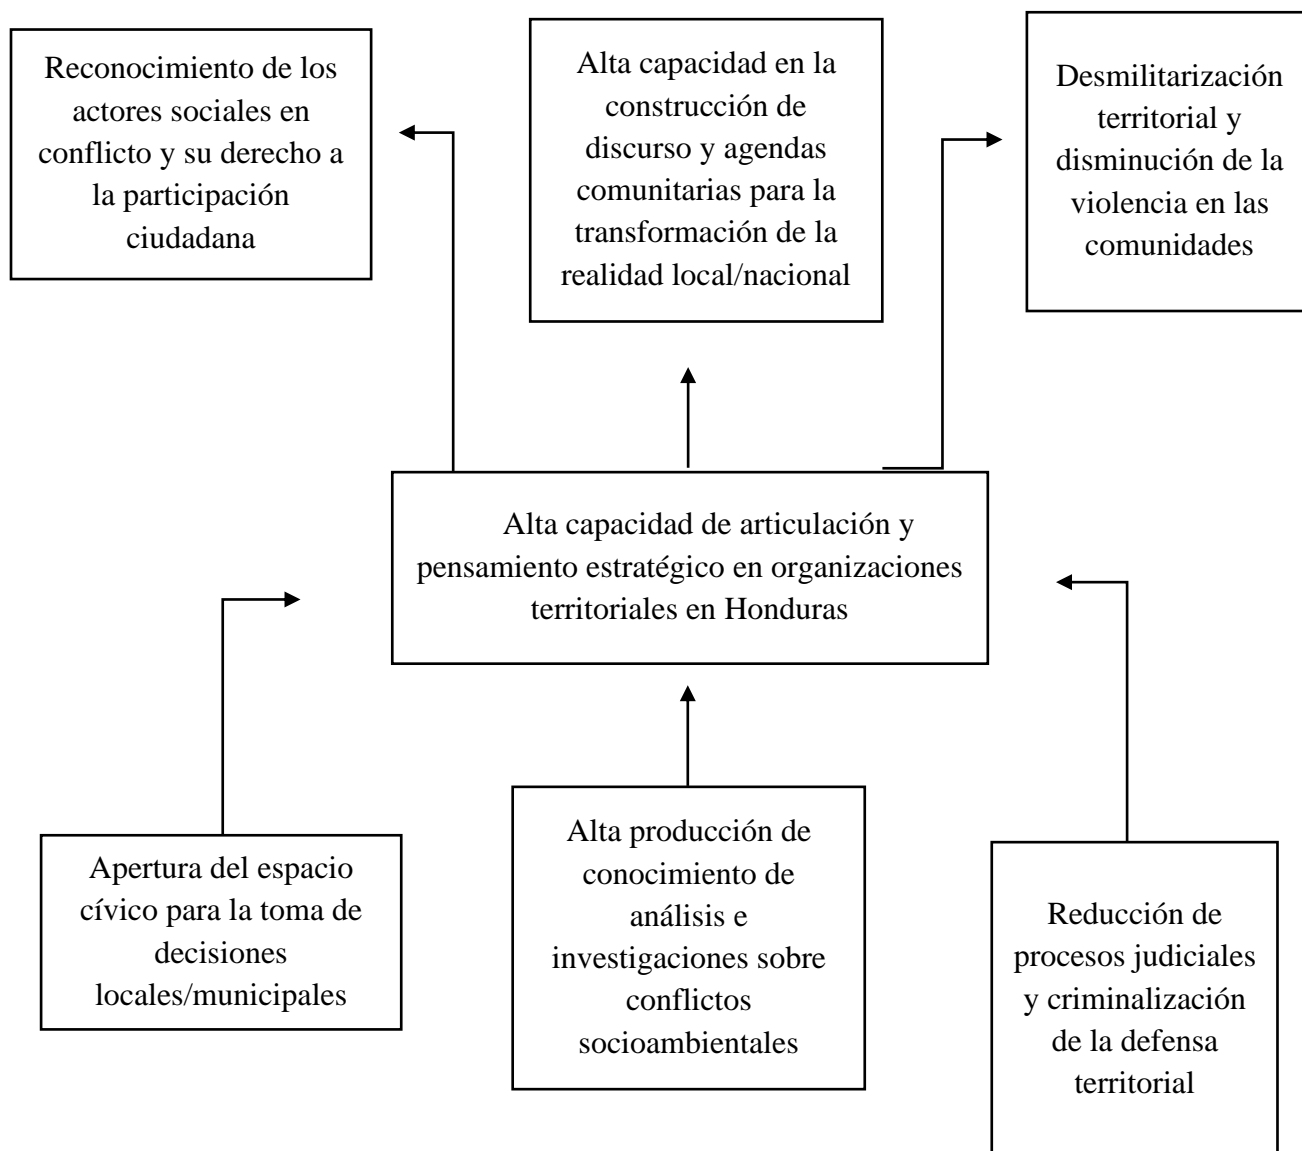 Reconocimiento de los
actores sociales en
conflicto y su derecho a
la participación
ciudadana
Alta capacidad en la
construcción de
discurso y agendas
comunitarias para la
transformación de la
realidad local/nacional
Desmilitarización
territorial y
disminución de la
violencia en las
comunidades
Alta capacidad de articulación y
pensamiento estratégico en organizaciones
territoriales en Honduras
Apertura del espacio
cívico para la toma de
decisiones
locales/municipales
Alta producción de
conocimiento de
análisis e
investigaciones sobre
conflictos
socioambientales
Reducción de
procesos judiciales
y criminalización
de la defensa
territorial